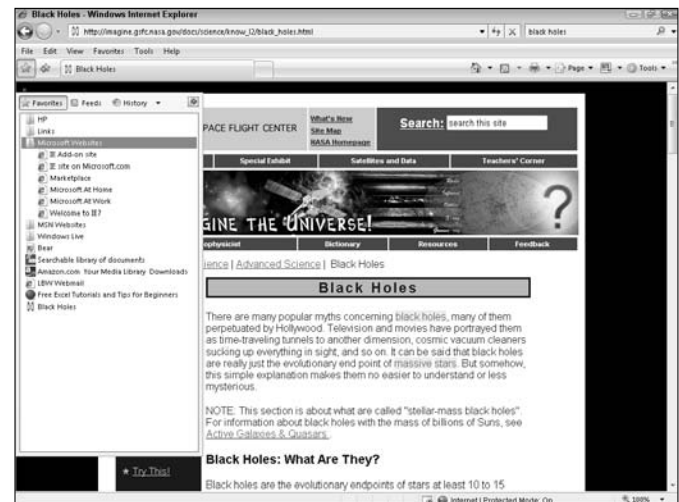 Black Holes - Windows Internet Explorer
http://imagine.gsfc.nasa.gov/docs/science/know_l2/black_holes.html
black holes
File Edit View Favorites Tools Help
Black Holes
Page
Tools
Favorites Feeds History
HP
Links
Microsoft Websites
IE Add-on site
IE site on Microsoft.com
Marketplace
Microsoft At Home
Microsoft At Work
Welcome to IE7
MSN Websites
Windows Live
Bear
Searchable library of documents
Amazon.com Your Media Library Downloads
LBW Webmail
Free Excel Tutorials and Tips for Beginners
Black Holes
PACE FLIGHT CENTER
What's New
Site Map
NASA Homepage
Search: search this site
Special Exhibit Satellites and Data Teachers' Corner
GINE THE UNIVERSE!
?
ophysicist Dictionary Resources Feedback
ience | Advanced Science | Black Holes
Black Holes
There are many popular myths concerning black holes, many of them
perpetuated by Hollywood. Television and movies have portrayed them
as time-traveling tunnels to another dimension, cosmic vacuum cleaners
sucking up everything in sight, and so on. It can be said that black holes
are really just the evolutionary end point of massive stars. But somehow,
this simple explanation makes them no easier to understand or less
mysterious.
NOTE: This section is about what are called "stellar-mass black holes".
For information about black holes with the mass of billions of Suns, see
Active Galaxies & Quasars.
Black Holes: What Are They?
Try This!
Black holes are the evolutionary endpoints of stars at least 10 to 15
Internet | Protected Mode: On
100%